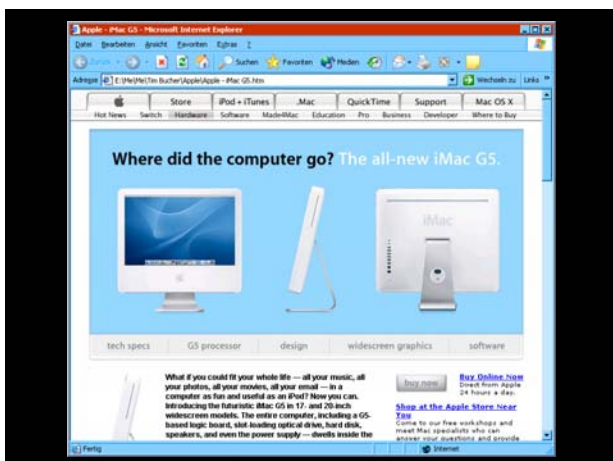 Apple - iMac G5 - Microsoft Internet Explorer
Datei Bearbeiten Ansicht Favoriten Extras ?
Zurück Suchen Favoriten Medien
Adresse E:\Me\Me\Tim Bucher\Apple\Apple - iMac G5.htm Wechseln zu Links »
Store iPod + iTunes .Mac QuickTime Support Mac OS X
Hot News Switch Hardware Software Made4Mac Education Pro Business Developer Where to Buy
Where did the computer go? The all-new iMac G5.
iMac
tech specs G5 processor design widescreen graphics software
What if you could fit your whole life — all your music, all
your photos, all your movies, all your email — in a
computer as fun and useful as an iPod? Now you can.
Introducing the futuristic iMac G5 in 17- and 20-inch
widescreen models. The entire computer, including a G5-
based logic board, slot-loading optical drive, hard disk,
speakers, and even the power supply — dwells inside the
buy now
Buy Online Now
Direct from Apple
24 hours a day.
Shop at the Apple Store Near
You
Come to our free workshops and
meet Mac specialists who can
answer your questions and provide
Fertig Internet